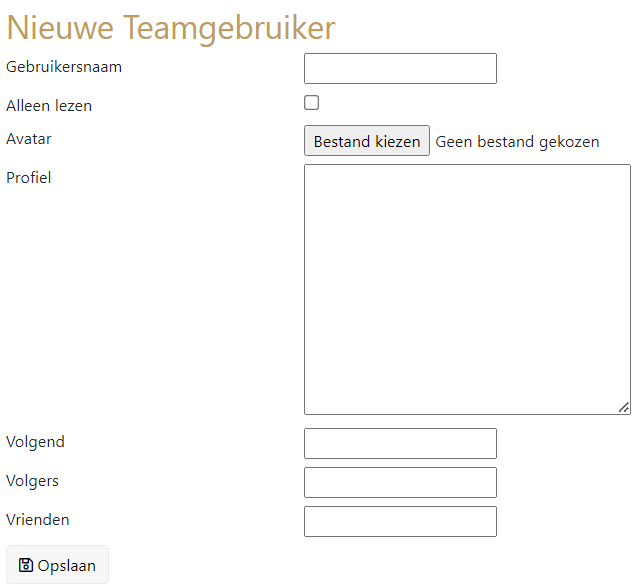 Nieuwe Teamgebruiker
Gebruikersnaam
Alleen lezen
Avatar Bestand kiezen Geen bestand gekozen
Profiel
Volgend
Volgers
Vrienden
Opslaan